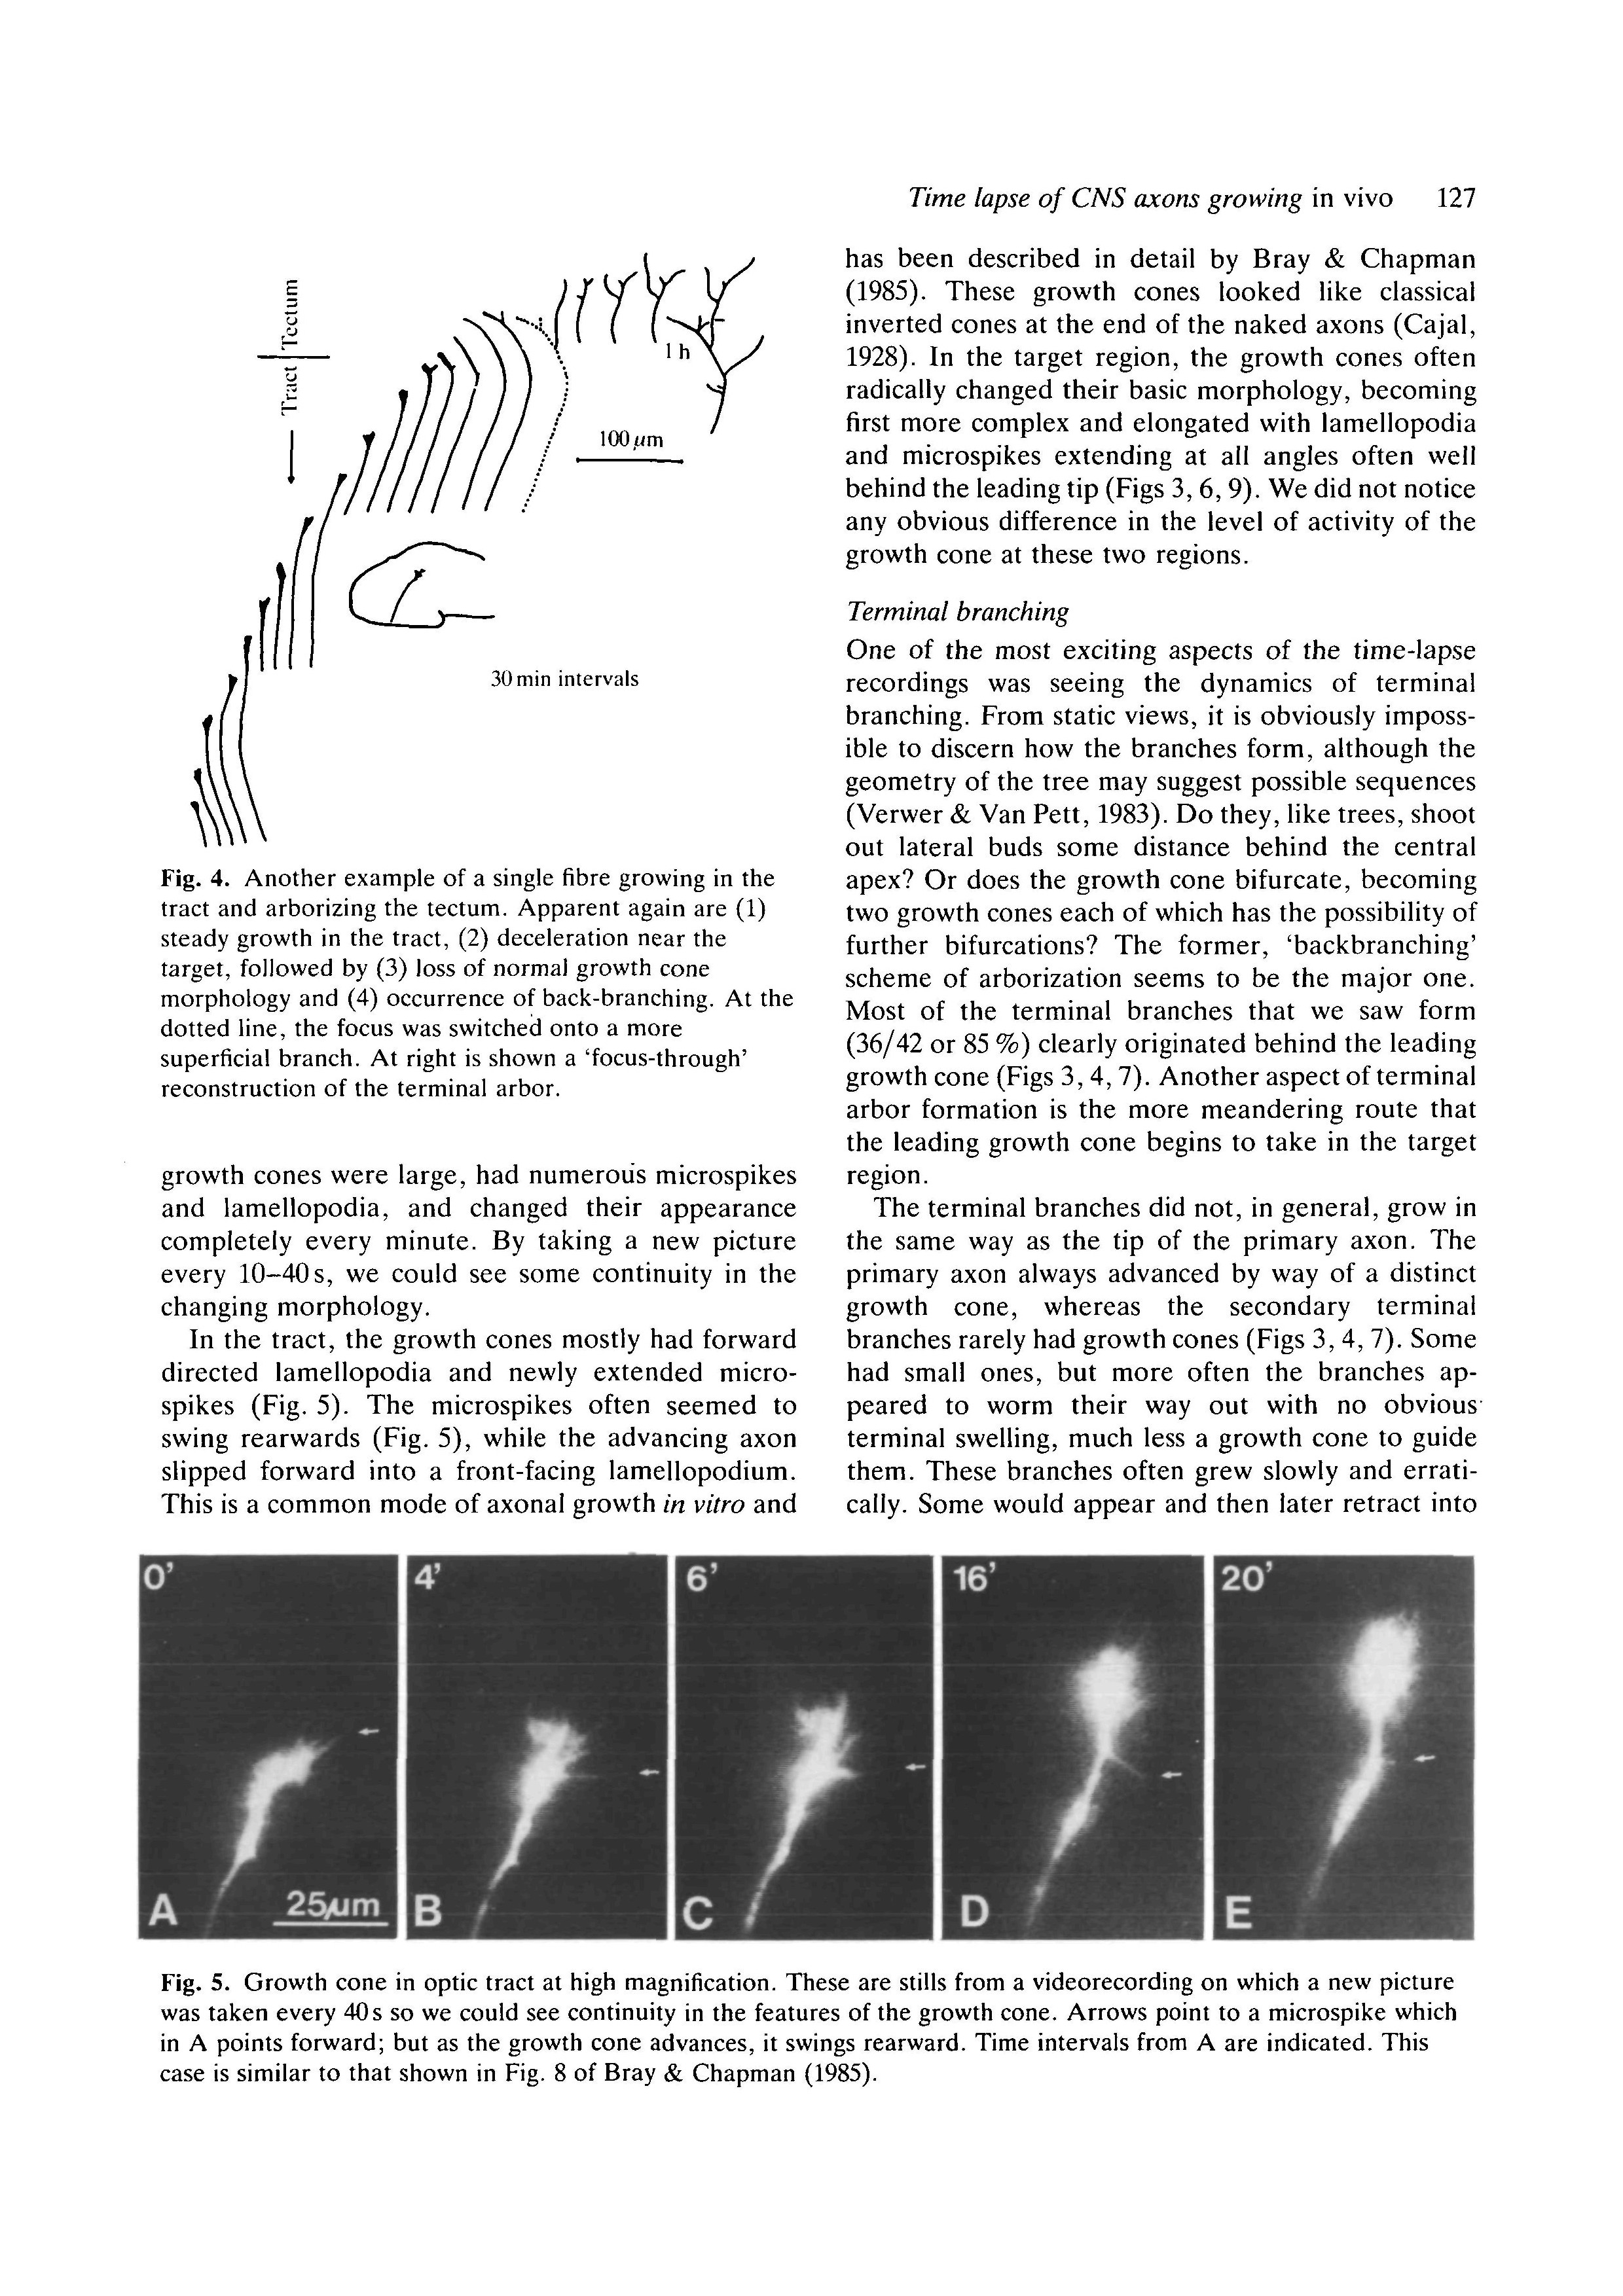 Time lapse of CNS axons growing in vivo 127
Tectum
Tract
1 h
100 µm
30 min intervals
Fig. 4. Another example of a single fibre growing in the
tract and arborizing the tectum. Apparent again are (1)
steady growth in the tract, (2) deceleration near the
target, followed by (3) loss of normal growth cone
morphology and (4) occurrence of back-branching. At the
dotted line, the focus was switched onto a more
superficial branch. At right is shown a ‘focus-through’
reconstruction of the terminal arbor.
growth cones were large, had numerous microspikes
and lamellopodia, and changed their appearance
completely every minute. By taking a new picture
every 10–40 s, we could see some continuity in the
changing morphology.
In the tract, the growth cones mostly had forward
directed lamellopodia and newly extended micro-
spikes (Fig. 5). The microspikes often seemed to
swing rearwards (Fig. 5), while the advancing axon
slipped forward into a front-facing lamellopodium.
This is a common mode of axonal growth in vitro and
has been described in detail by Bray & Chapman
(1985). These growth cones looked like classical
inverted cones at the end of the naked axons (Cajal,
1928). In the target region, the growth cones often
radically changed their basic morphology, becoming
first more complex and elongated with lamellopodia
and microspikes extending at all angles often well
behind the leading tip (Figs 3, 6, 9). We did not notice
any obvious difference in the level of activity of the
growth cone at these two regions.
Terminal branching
One of the most exciting aspects of the time-lapse
recordings was seeing the dynamics of terminal
branching. From static views, it is obviously imposs-
ible to discern how the branches form, although the
geometry of the tree may suggest possible sequences
(Verwer & Van Pett, 1983). Do they, like trees, shoot
out lateral buds some distance behind the central
apex? Or does the growth cone bifurcate, becoming
two growth cones each of which has the possibility of
further bifurcations? The former, ‘backbranching’
scheme of arborization seems to be the major one.
Most of the terminal branches that we saw form
(36/42 or 85 %) clearly originated behind the leading
growth cone (Figs 3, 4, 7). Another aspect of terminal
arbor formation is the more meandering route that
the leading growth cone begins to take in the target
region.
The terminal branches did not, in general, grow in
the same way as the tip of the primary axon. The
primary axon always advanced by way of a distinct
growth cone, whereas the secondary terminal
branches rarely had growth cones (Figs 3, 4, 7). Some
had small ones, but more often the branches ap-
peared to worm their way out with no obvious
terminal swelling, much less a growth cone to guide
them. These branches often grew slowly and errati-
cally. Some would appear and then later retract into
0’ 4’ 6’ 16’ 20’
A 25µm B C D E
Fig. 5. Growth cone in optic tract at high magnification. These are stills from a videorecording on which a new picture
was taken every 40 s so we could see continuity in the features of the growth cone. Arrows point to a microspike which
in A points forward; but as the growth cone advances, it swings rearward. Time intervals from A are indicated. This
case is similar to that shown in Fig. 8 of Bray & Chapman (1985).